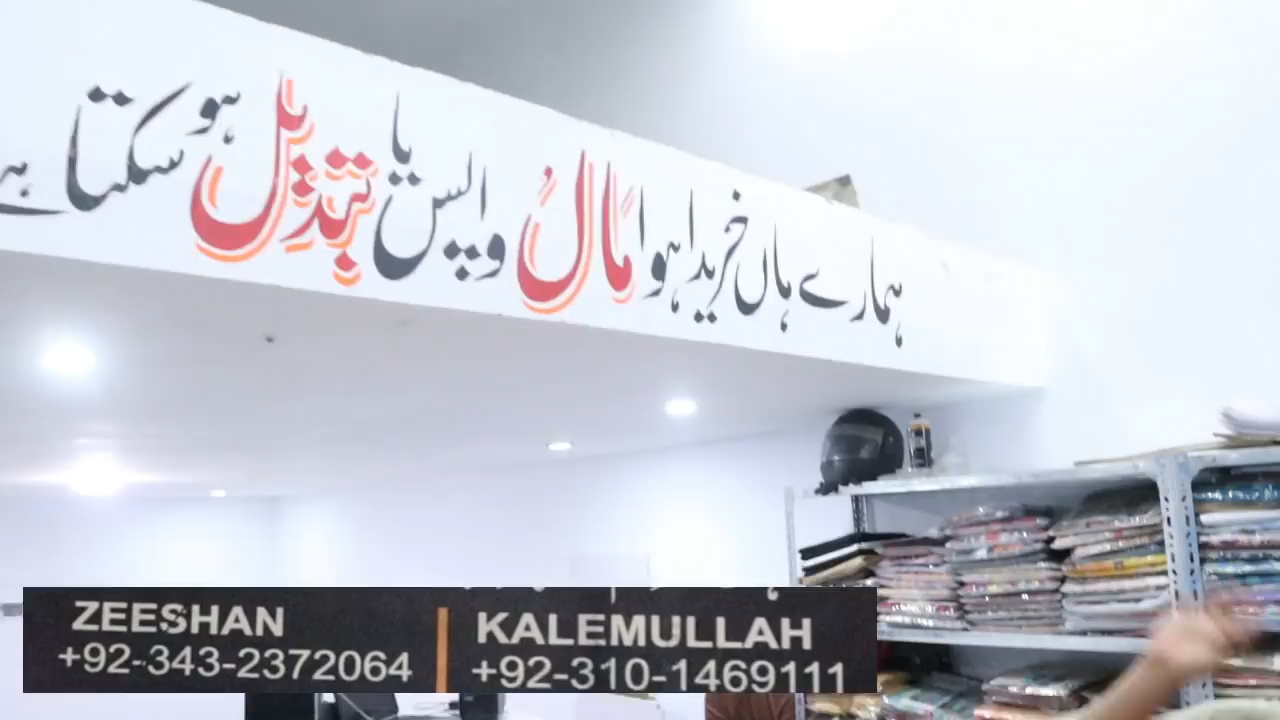 ہمارے ہاں خریدا ہوا مال واپس یا تبدیل ہو سکتا ہے
ZEESHAN
+92-343-2372064
KALEMULLAH
+92-310-1469111